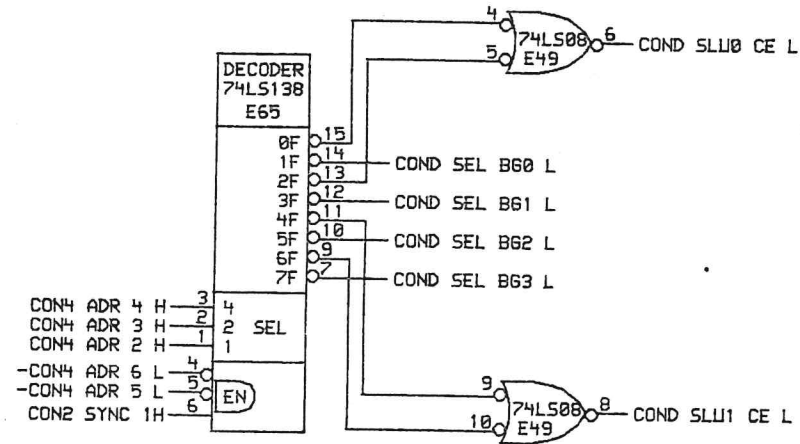 4
74LS08
E49
5
6
COND SLU0 CE L
DECODER
74LS138
E65
0F 15
1F 14 COND SEL BG0 L
2F 13
3F 12 COND SEL BG1 L
4F 11
5F 10 COND SEL BG2 L
6F 9
7F 7 COND SEL BG3 L
CON4 ADR 4 H 3 4
CON4 ADR 3 H 2 2 SEL
CON4 ADR 2 H 1 1
-CON4 ADR 6 L 4
-CON4 ADR 5 L 5 EN
CON2 SYNC 1H 6
9
74LS08
E49
10
8
COND SLU1 CE L